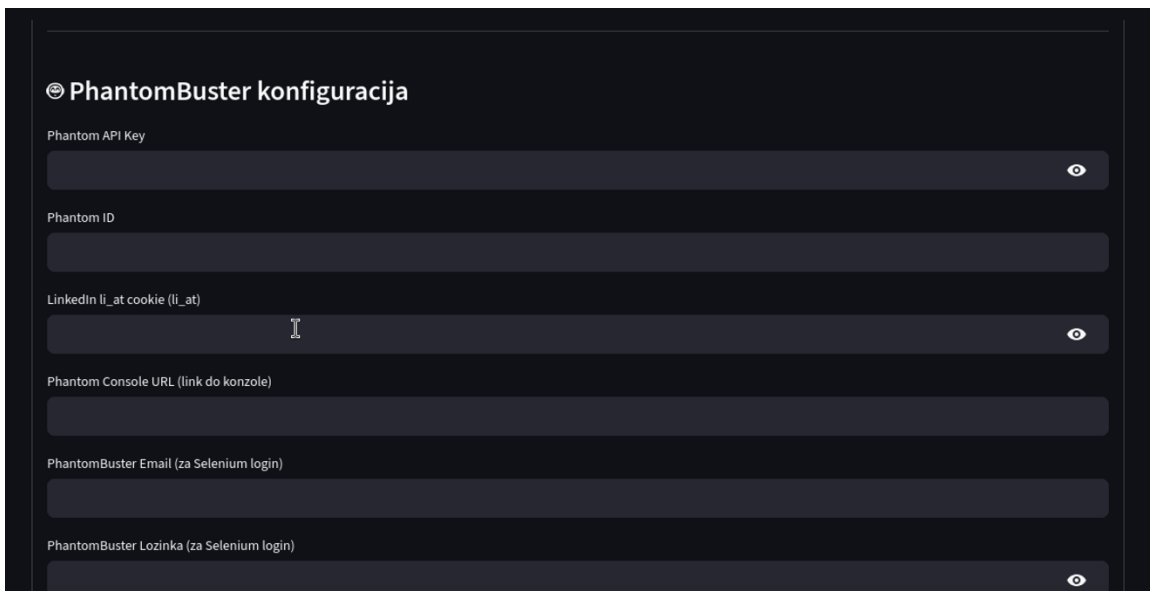 PhantomBuster konfiguracija
Phantom API Key
Phantom ID
LinkedIn li_at cookie (li_at)
Phantom Console URL (link do konzole)
PhantomBuster Email (za Selenium login)
PhantomBuster Lozinka (za Selenium login)